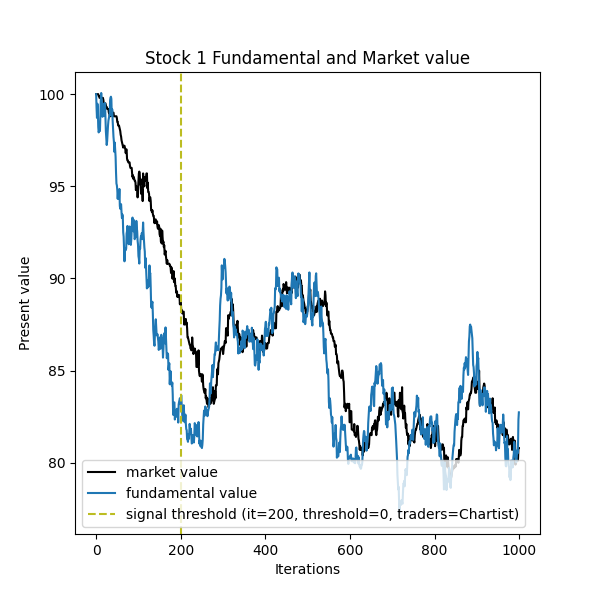 Stock 1 Fundamental and Market value
Present value
100
95
90
85
80
market value
fundamental value
signal threshold (it=200, threshold=0, traders=Chartist)
0 200 400 600 800 1000
Iterations